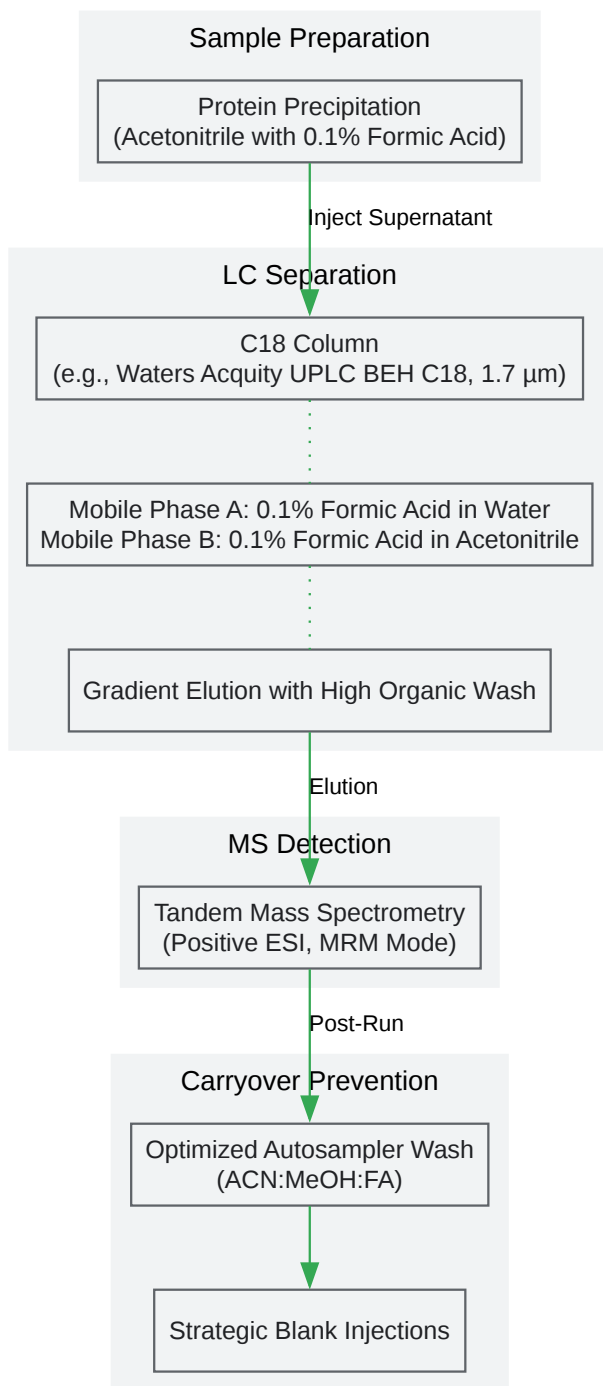 Sample Preparation
Protein Precipitation
(Acetonitrile with 0.1% Formic Acid)
Inject Supernatant
LC Separation
C18 Column
(e.g., Waters Acquity UPLC BEH C18, 1.7 µm)
Mobile Phase A: 0.1% Formic Acid in Water
Mobile Phase B: 0.1% Formic Acid in Acetonitrile
Gradient Elution with High Organic Wash
Elution
MS Detection
Tandem Mass Spectrometry
(Positive ESI, MRM Mode)
Post-Run
Carryover Prevention
Optimized Autosampler Wash
(ACN:MeOH:FA)
Strategic Blank Injections